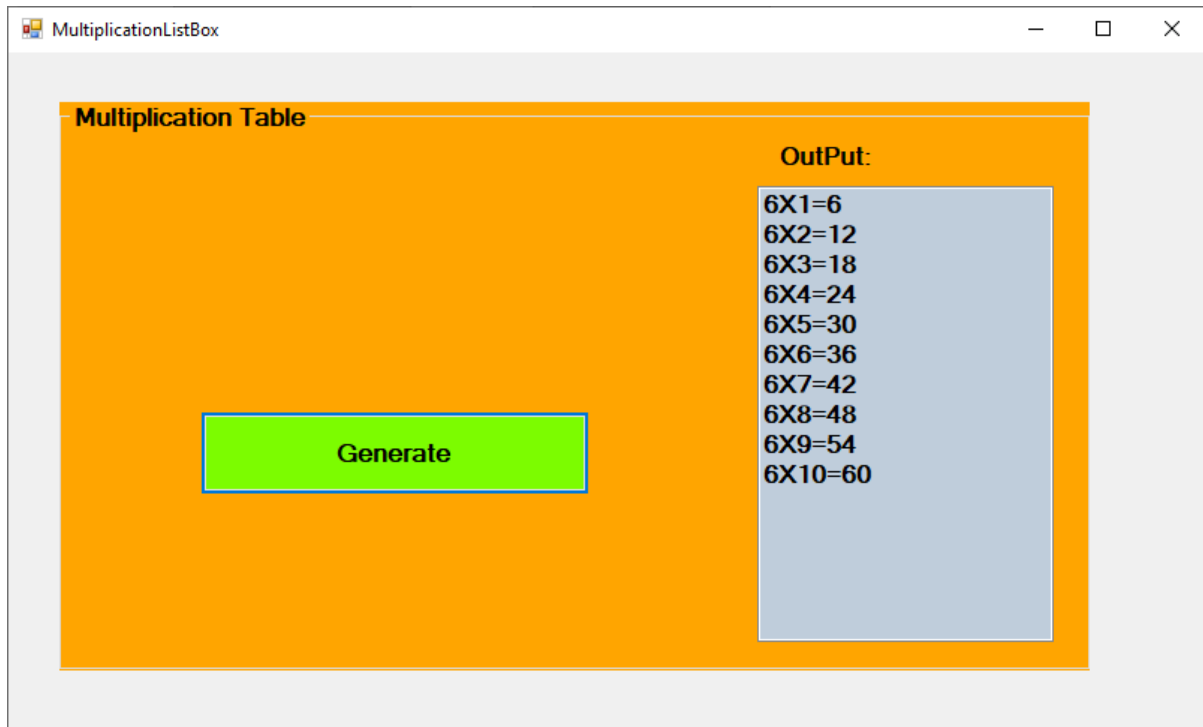 MultiplicationListBox
Multiplication Table
OutPut:
6X1=6
6X2=12
6X3=18
6X4=24
6X5=30
6X6=36
6X7=42
6X8=48
6X9=54
6X10=60
Generate